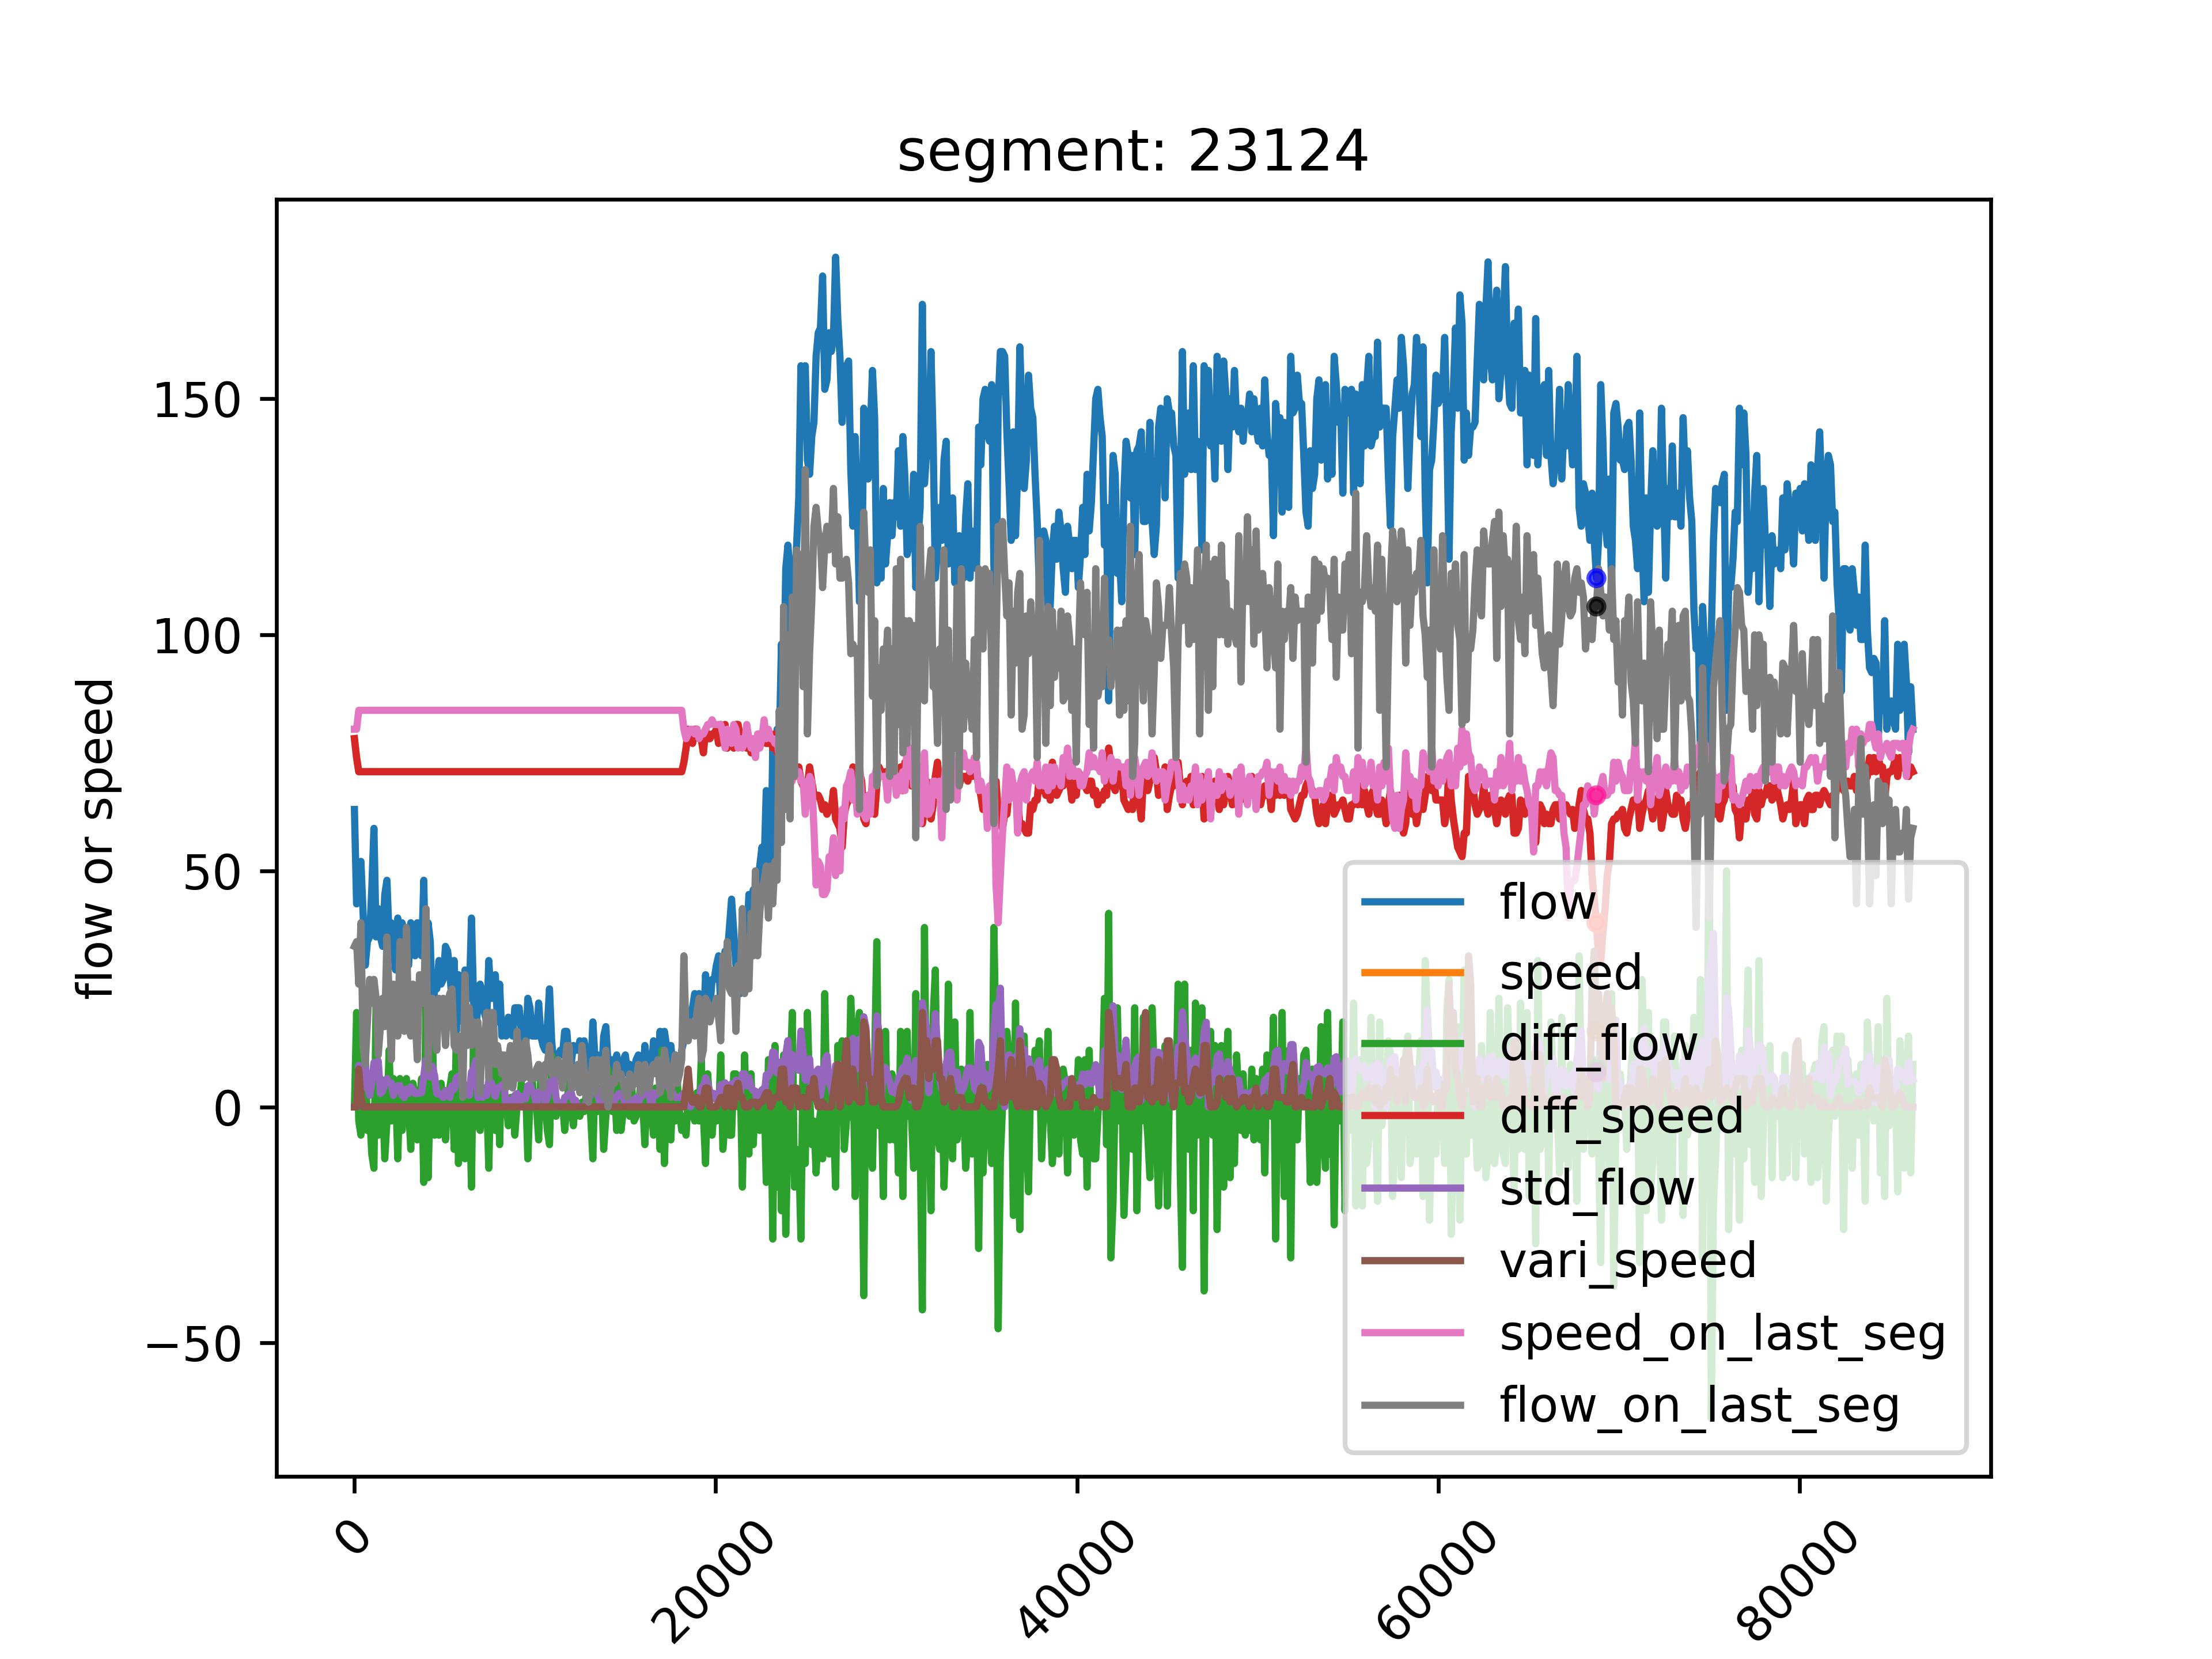 segment: 23124
flow or speed
150
100
50
0
−50
0
20000
40000
60000
80000
flow
speed
diff_flow
diff_speed
std_flow
vari_speed
speed_on_last_seg
flow_on_last_seg